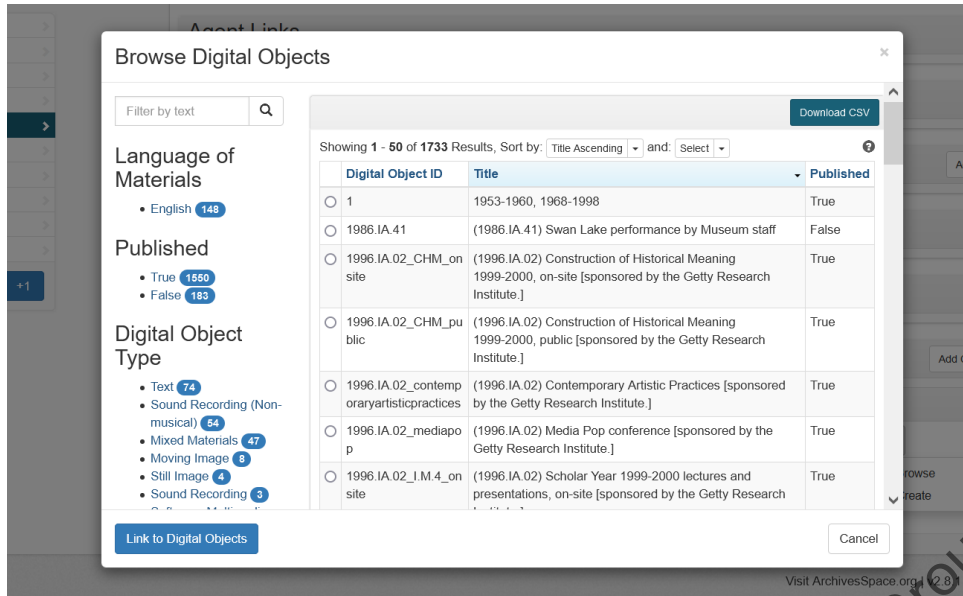 Agent Links
Browse Digital Objects
×
Filter by text
Download CSV
Showing 1 - 50 of 1733 Results, Sort by: Title Ascending and: Select
Language of
Materials
English 148
Published
True 1550
False 183
Digital Object
Type
Text 74
Sound Recording (Non-
musical) 54
Mixed Materials 47
Moving Image 8
Still Image 4
Sound Recording 3
Digital Object ID Title Published
1 1953-1960, 1968-1998 True
1986.IA.41 (1986.IA.41) Swan Lake performance by Museum staff False
1996.IA.02_CHM_on (1996.IA.02) Construction of Historical Meaning True
site 1999-2000, on-site [sponsored by the Getty Research
Institute.]
1996.IA.02_CHM_pu (1996.IA.02) Construction of Historical Meaning True
blic 1999-2000, public [sponsored by the Getty Research
Institute.]
1996.IA.02_contemp (1996.IA.02) Contemporary Artistic Practices [sponsored True
oraryartisticpractices by the Getty Research Institute.]
1996.IA.02_mediapo (1996.IA.02) Media Pop conference [sponsored by the True
p Getty Research Institute.]
1996.IA.02_I.M.4_on (1996.IA.02) Scholar Year 1999-2000 lectures and True
site presentations, on-site [sponsored by the Getty Research
Link to Digital Objects
Cancel
+1
Add
Visit ArchivesSpace.org | v2.8.1